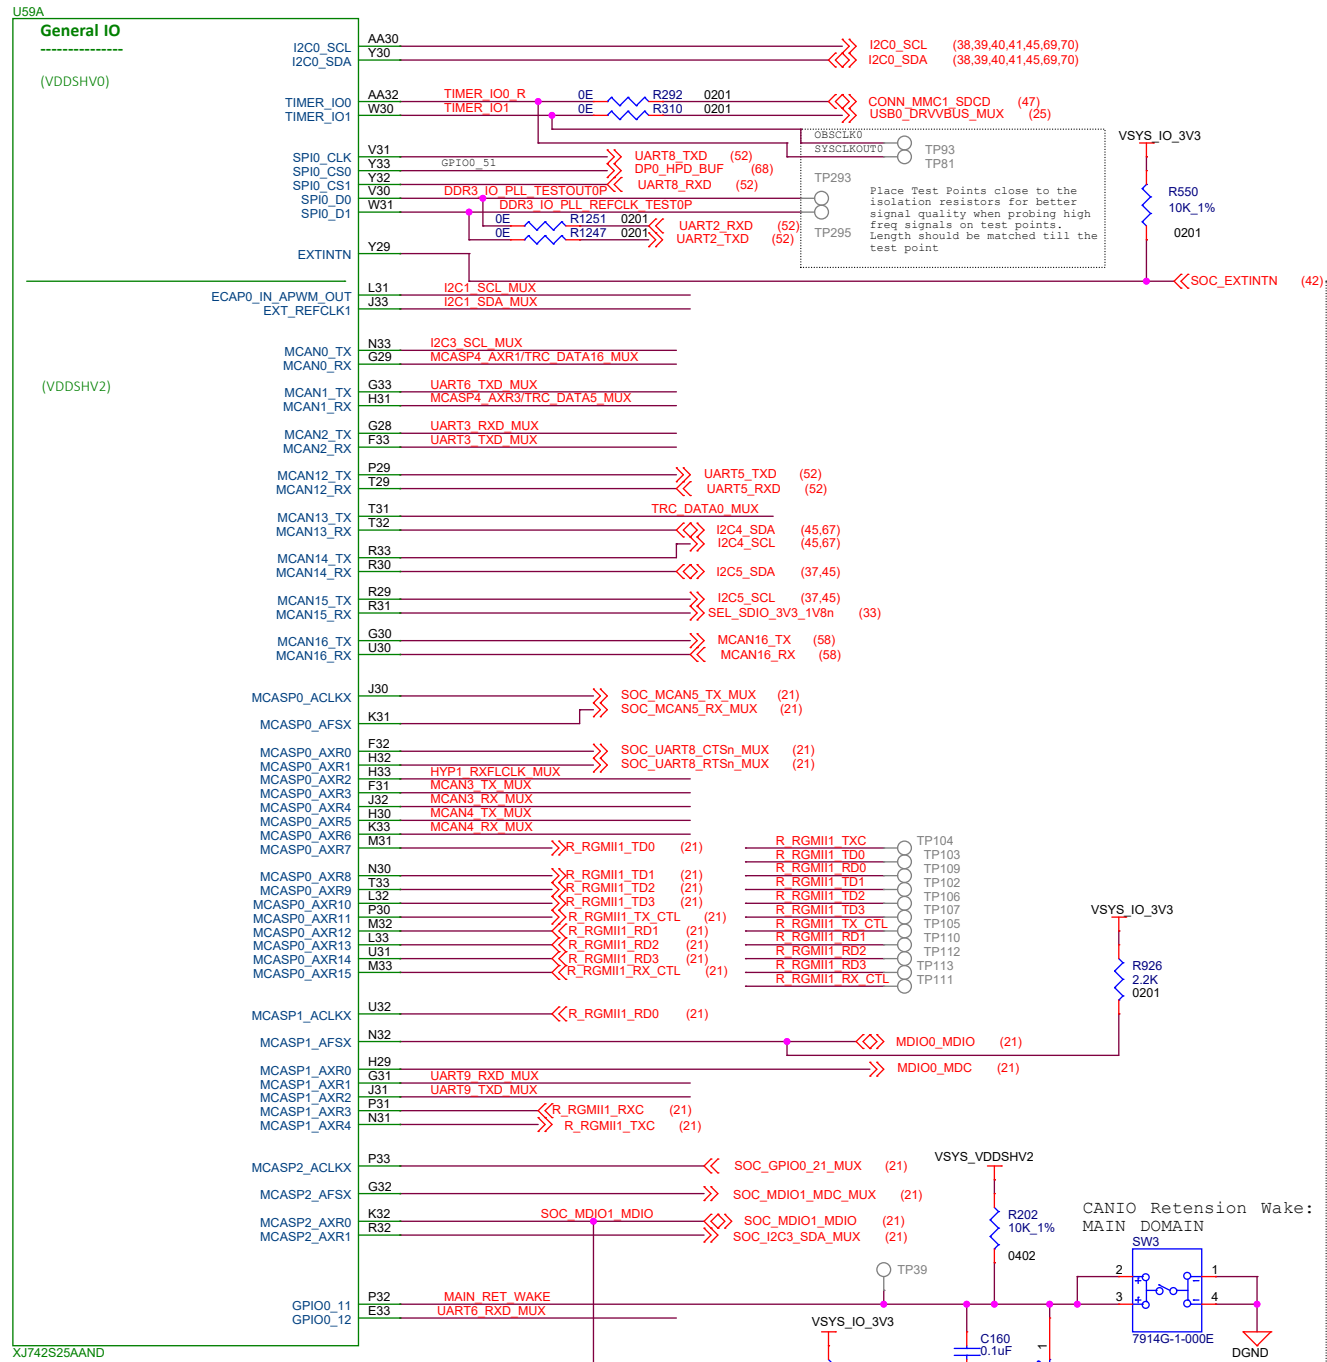 U59A
General IO
---------------
(VDDSHV0)
I2C0_SCL AA30 I2C0_SCL (38,39,40,41,45,69,70)
I2C0_SDA Y30 I2C0_SDA (38,39,40,41,45,69,70)
TIMER_IO0 AA32 TIMER_IO0_R 0E R292 0201 CONN_MMC1_SDCD (47)
TIMER_IO1 W30 TIMER_IO1 0E R310 0201 USB0_DRVVBUS_MUX (25)
VSYS_IO_3V3
OBSCLK0 TP93
SYSCLKOUT0 TP81
SPI0_CLK V31 UART8_TXD (52)
SPI0_CS0 Y33 GPIO0_51 DP0_HPD_BUF (68)
SPI0_CS1 Y32 UART8_RXD (52)
SPI0_D0 V30 DDR3_IO_PLL_TESTOUT0P TP293
SPI0_D1 W31 DDR3_IO_PLL_REFCLK_TEST0P TP295
0E R1251 0201 UART2_RXD (52)
0E R1247 0201 UART2_TXD (52)
Place Test Points close to the
isolation resistors for better
signal quality when probing high
freq signals on test points.
Length should be matched till the
test point
R550
10K_1%
0201
EXTINTN Y29 SOC_EXTINTN (42)
ECAP0_IN_APWM_OUT L31 I2C1_SCL_MUX
EXT_REFCLK1 J33 I2C1_SDA_MUX
(VDDSHV2)
MCAN0_TX N33 I2C3_SCL_MUX
MCAN0_RX G29 MCASP4_AXR1/TRC_DATA16_MUX
MCAN1_TX G33 UART6_TXD_MUX
MCAN1_RX H31 MCASP4_AXR3/TRC_DATA5_MUX
MCAN2_TX G28 UART3_RXD_MUX
MCAN2_RX F33 UART3_TXD_MUX
MCAN12_TX P29 UART5_TXD (52)
MCAN12_RX T29 UART5_RXD (52)
MCAN13_TX T31 TRC_DATA0_MUX
MCAN13_RX T32 I2C4_SDA (45,67)
MCAN14_TX R33 I2C4_SCL (45,67)
MCAN14_RX R30 I2C5_SDA (37,45)
MCAN15_TX R29 I2C5_SCL (37,45)
MCAN15_RX R31 SEL_SDIO_3V3_1V8n (33)
MCAN16_TX G30 MCAN16_TX (58)
MCAN16_RX U30 MCAN16_RX (58)
MCASP0_ACLKX J30 SOC_MCAN5_TX_MUX (21)
MCASP0_AFSX K31 SOC_MCAN5_RX_MUX (21)
MCASP0_AXR0 F32 SOC_UART8_CTSn_MUX (21)
MCASP0_AXR1 H32 SOC_UART8_RTSn_MUX (21)
MCASP0_AXR2 H33 HYP1_RXFLCLK_MUX
MCASP0_AXR3 F31 MCAN3_TX_MUX
MCASP0_AXR4 J32 MCAN3_RX_MUX
MCASP0_AXR5 H30 MCAN4_TX_MUX
MCASP0_AXR6 K33 MCAN4_RX_MUX
MCASP0_AXR7 M31 R_RGMII1_TD0 (21)
MCASP0_AXR8 N30 R_RGMII1_TD1 (21)
MCASP0_AXR9 T33 R_RGMII1_TD2 (21)
MCASP0_AXR10 L32 R_RGMII1_TD3 (21)
MCASP0_AXR11 P30 R_RGMII1_TX_CTL (21)
MCASP0_AXR12 M32 R_RGMII1_RD1 (21)
MCASP0_AXR13 L33 R_RGMII1_RD2 (21)
MCASP0_AXR14 U31 R_RGMII1_RD3 (21)
MCASP0_AXR15 M33 R_RGMII1_RX_CTL (21)
R_RGMII1_TXC TP104
R_RGMII1_TD0 TP103
R_RGMII1_RD0 TP109
R_RGMII1_TD1 TP102
R_RGMII1_TD2 TP106
R_RGMII1_TD3 TP107
R_RGMII1_TX_CTL TP105
R_RGMII1_RD1 TP110
R_RGMII1_RD2 TP112
R_RGMII1_RD3 TP113
R_RGMII1_RX_CTL TP111
VSYS_IO_3V3
R926
2.2K
0201
MCASP1_ACLKX U32 R_RGMII1_RD0 (21)
MCASP1_AFSX N32 MDIO0_MDIO (21)
MCASP1_AXR0 H29 MDIO0_MDC (21)
MCASP1_AXR1 G31 UART9_RXD_MUX
MCASP1_AXR2 J31 UART9_TXD_MUX
MCASP1_AXR3 P31 R_RGMII1_RXC (21)
MCASP1_AXR4 N31 R_RGMII1_TXC (21)
MCASP2_ACLKX P33 SOC_GPIO0_21_MUX (21)
MCASP2_AFSX G32 SOC_MDIO1_MDC_MUX (21)
MCASP2_AXR0 K32 SOC_MDIO1_MDIO SOC_MDIO1_MDIO (21)
MCASP2_AXR1 R32 SOC_I2C3_SDA_MUX (21)
VSYS_VDDSHV2
R202
10K_1%
0402
CANIO Retension Wake:
MAIN DOMAIN
SW3
2 1
3 4
7914G-1-000E
DGND
TP39
GPIO0_11 P32 MAIN_RET_WAKE
GPIO0_12 E33 UART6_RXD_MUX
VSYS_IO_3V3
C160
0.1uF
1
XJ742S25AAND